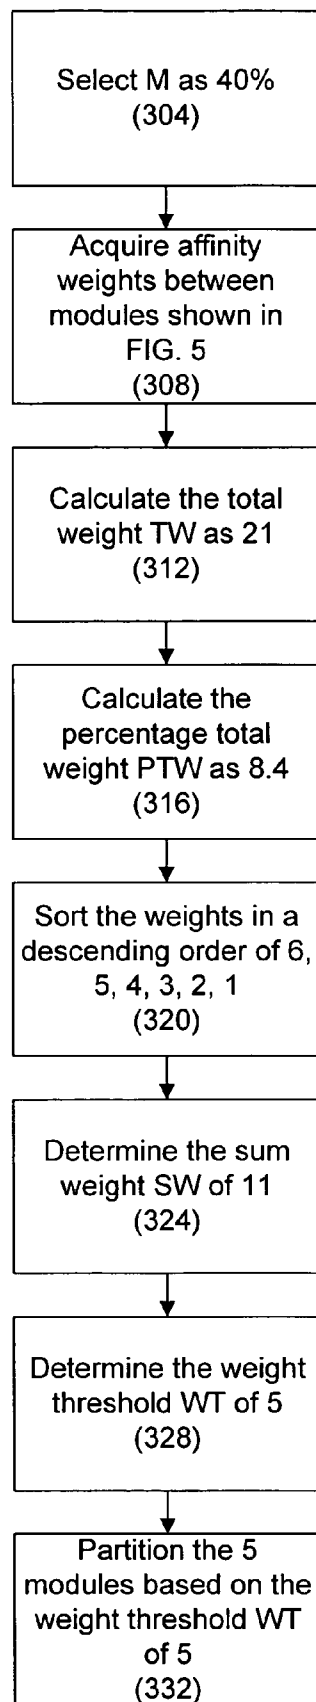 Select M as 40%
(304)
Acquire affinity
weights between
modules shown in
FIG. 5
(308)
Calculate the total
weight TW as 21
(312)
Calculate the
percentage total
weight PTW as 8.4
(316)
Sort the weights in a
descending order of 6,
5, 4, 3, 2, 1
(320)
Determine the sum
weight SW of 11
(324)
Determine the weight
threshold WT of 5
(328)
Partition the 5
modules based on the
weight threshold WT
of 5
(332)